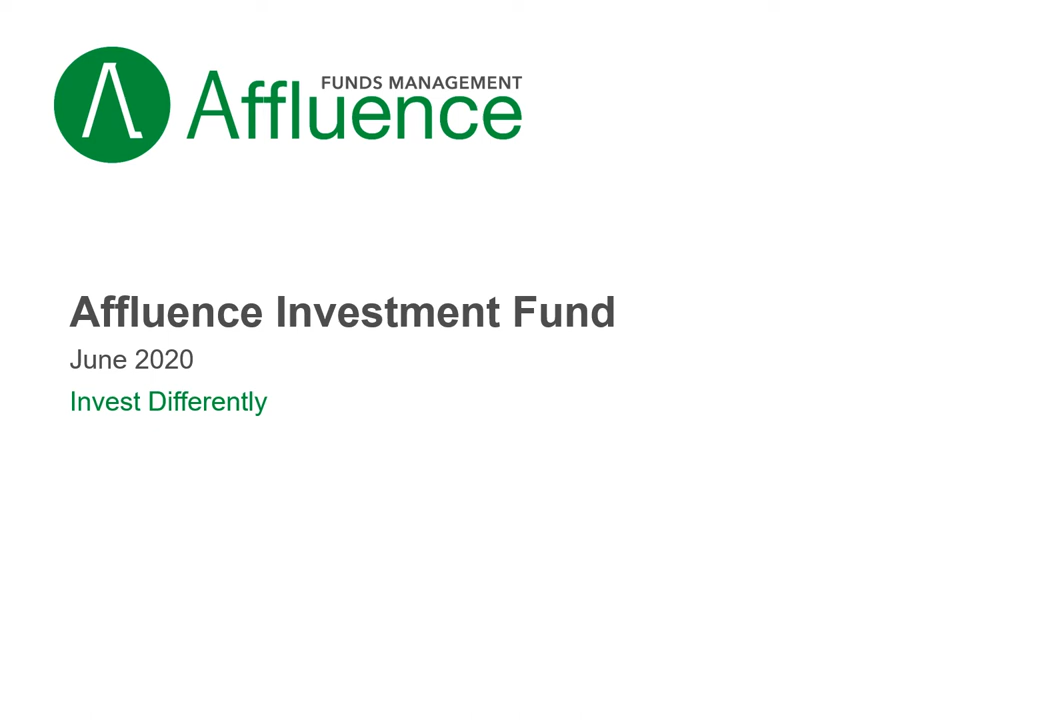 FUNDS MANAGEMENT
Affluence
Affluence Investment Fund
June 2020
Invest Differently